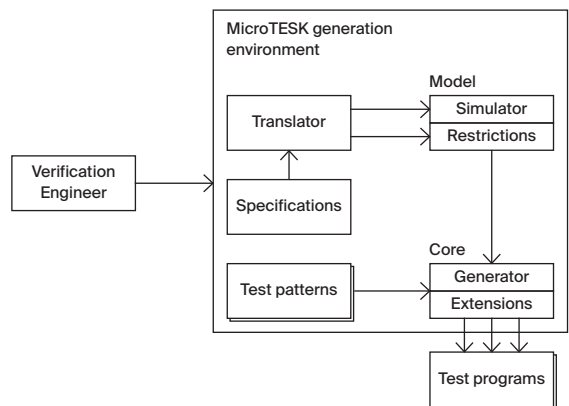 MicroTESK generation
environment
Model
Translator
Simulator
Restrictions
Verification
Engineer
Specifications
Core
Test patterns
Generator
Extensions
Test programs